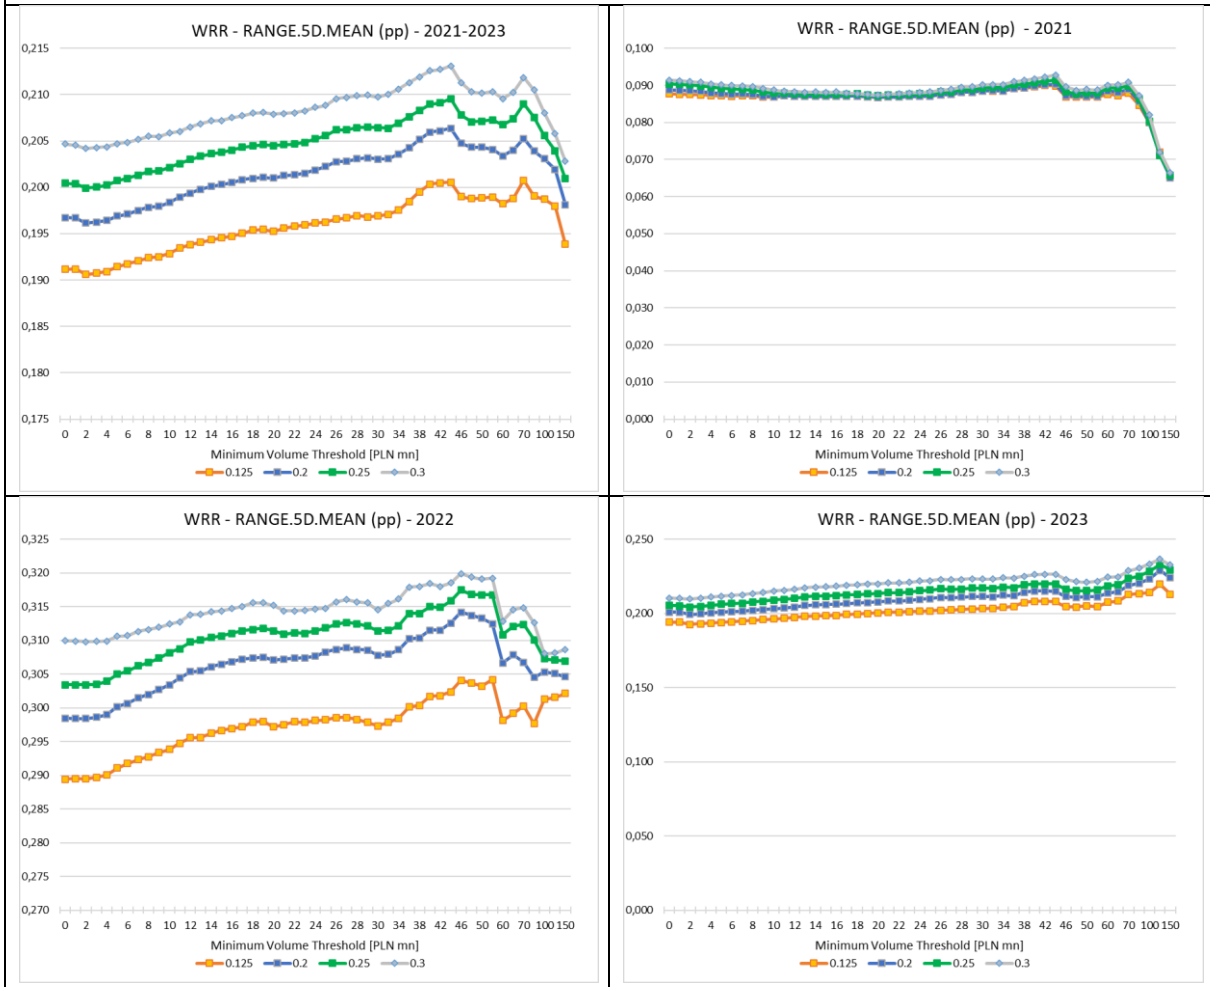 WRR - RANGE.5D.MEAN (pp) - 2021-2023
0,215
0,210
0,205
0,200
0,195
0,190
0,185
0,180
0,175
0 2 4 6 8 10 12 14 16 18 20 22 24 26 28 30 34 38 42 46 50 60 70 100 150
Minimum Volume Threshold [PLN mn]
0.125 0.2 0.25 0.3
WRR - RANGE.5D.MEAN (pp) - 2021
0,100
0,090
0,080
0,070
0,060
0,050
0,040
0,030
0,020
0,010
0,000
0 2 4 6 8 10 12 14 16 18 20 22 24 26 28 30 34 38 42 46 50 60 70 100 150
Minimum Volume Threshold [PLN mn]
0.125 0.2 0.25 0.3
WRR - RANGE.5D.MEAN (pp) - 2022
0,325
0,320
0,315
0,310
0,305
0,300
0,295
0,290
0,285
0,280
0,275
0,270
0 2 4 6 8 10 12 14 16 18 20 22 24 26 28 30 34 38 42 46 50 60 70 100 150
Minimum Volume Threshold [PLN mn]
0.125 0.2 0.25 0.3
WRR - RANGE.5D.MEAN (pp) - 2023
0,250
0,200
0,150
0,100
0,050
0,000
0 2 4 6 8 10 12 14 16 18 20 22 24 26 28 30 34 38 42 46 50 60 70 100 150
Minimum Volume Threshold [PLN mn]
0.125 0.2 0.25 0.3